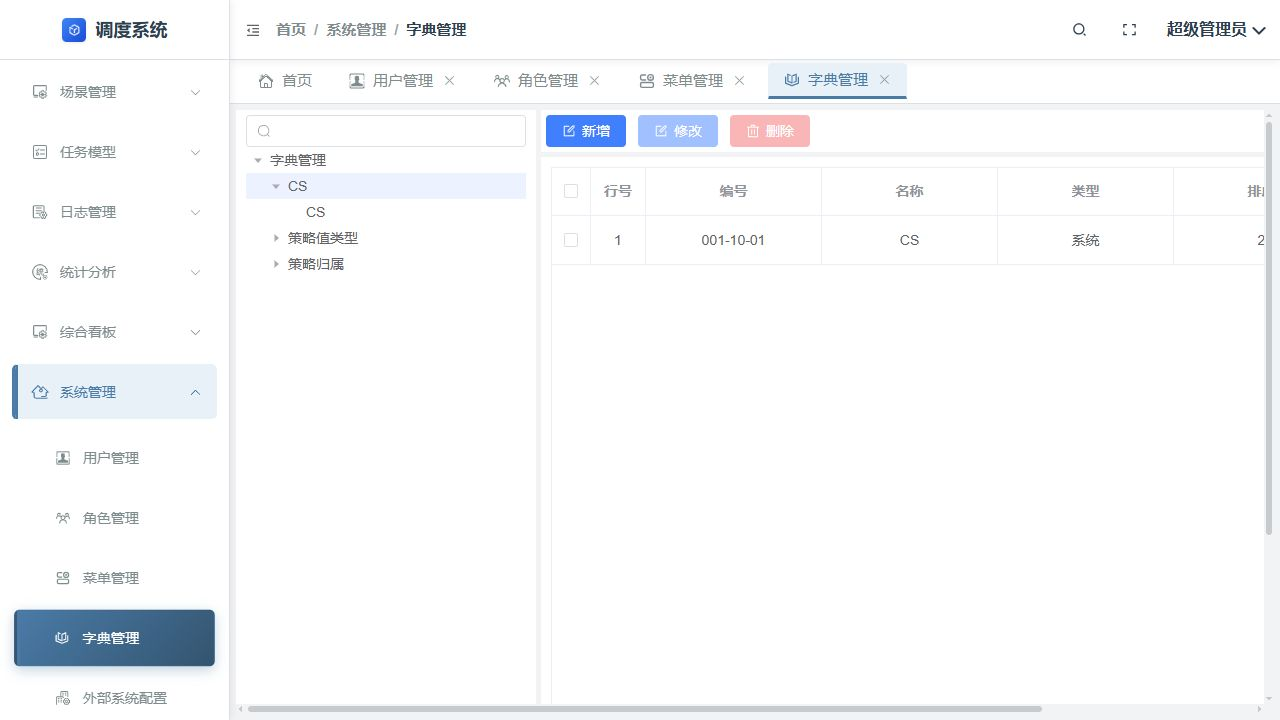 调度系统
首页 / 系统管理 / 字典管理
超级管理员
首页
用户管理
角色管理
菜单管理
字典管理
场景管理
任务模型
日志管理
统计分析
综合看板
系统管理
用户管理
角色管理
菜单管理
字典管理
外部系统配置
字典管理
CS
CS
策略值类型
策略归属
新增 修改 删除
行号 编号 名称 类型
1 001-10-01 CS 系统 2